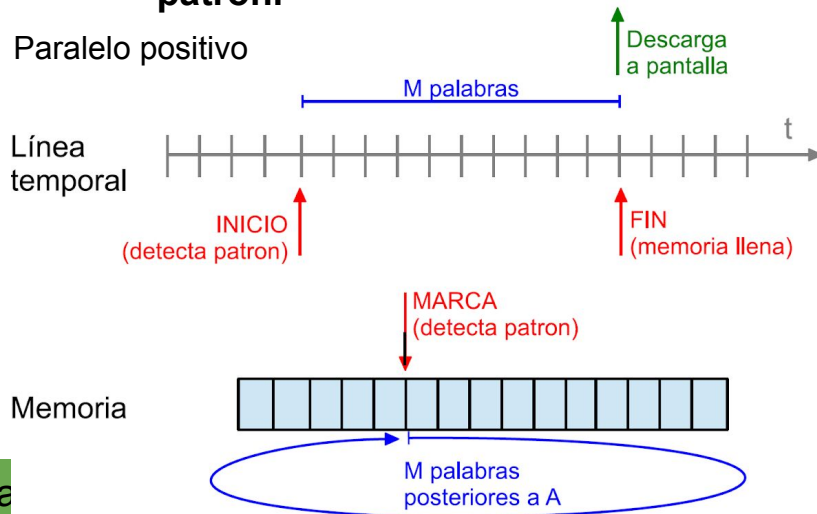 patrón.
Paralelo positivo
Descarga
a pantalla
M palabras
t
Línea
temporal
INICIO
(detecta patron)
FIN
(memoria llena)
MARCA
(detecta patron)
Memoria
M palabras
posteriores a A
a